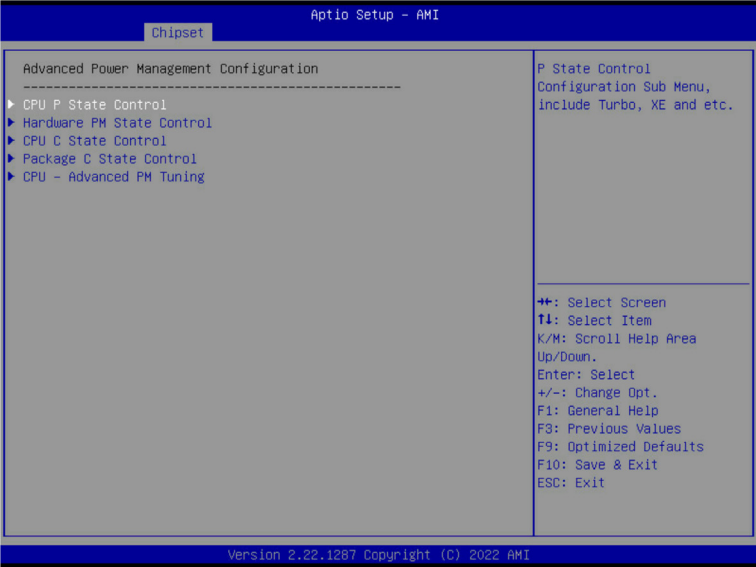 Aptio Setup – AMI
Chipset
Advanced Power Management Configuration
--------------------------------------------------
CPU P State Control
Hardware PM State Control
CPU C State Control
Package C State Control
CPU – Advanced PM Tuning
P State Control
Configuration Sub Menu,
include Turbo, XE and etc.
→←: Select Screen
↑↓: Select Item
K/M: Scroll Help Area
Up/Down.
Enter: Select
+/-: Change Opt.
F1: General Help
F3: Previous Values
F9: Optimized Defaults
F10: Save & Exit
ESC: Exit
Version 2.22.1287 Copyright (C) 2022 AMI